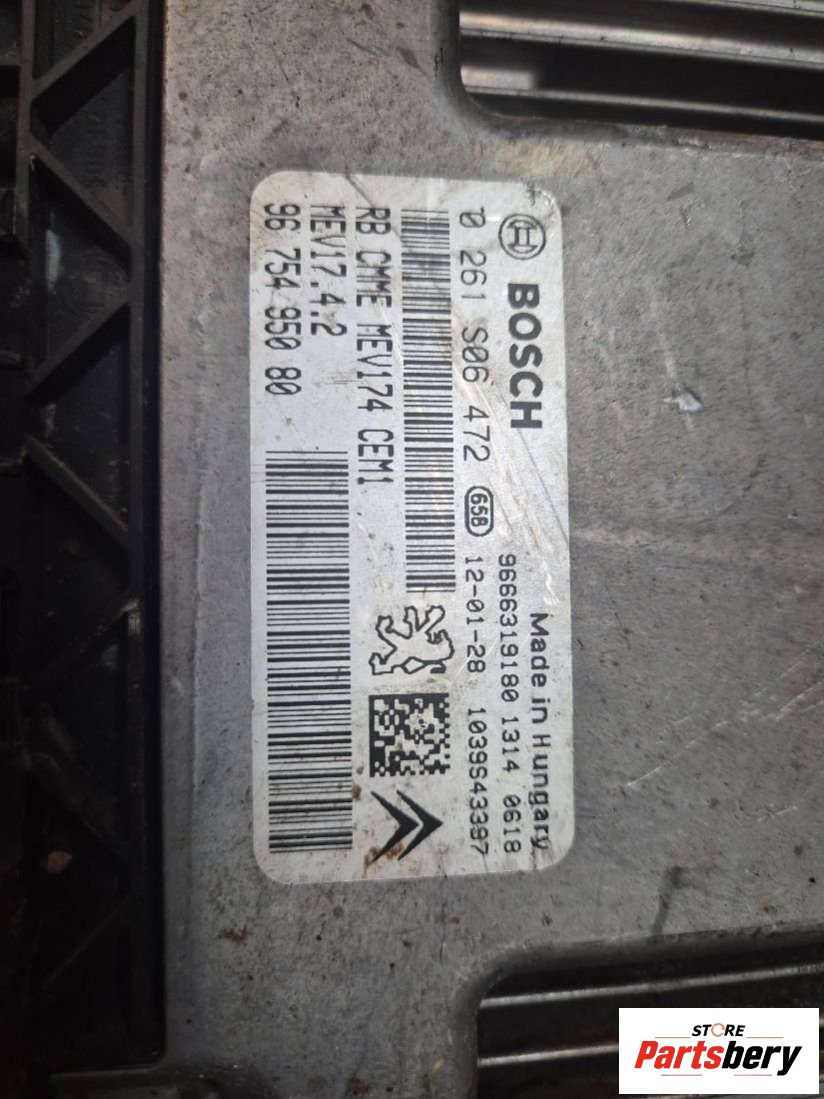 BOSCH
Made in Hungary
9666319180 1314 0618
0 261 S06 472 65B 12-01-28 1039S43397
RB CMME MEV174 CEM1
MEV17.4.2
96 754 950 80
STORE
Partsbery